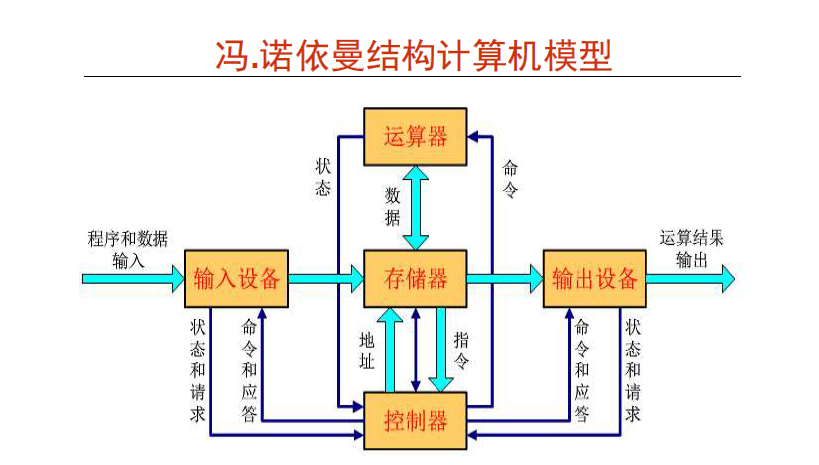 冯.诺依曼结构计算机模型
运算器
状态
命令
数据
程序和数据
输入
运算结果
输出
输入设备
存储器
输出设备
状态和请求
命令和应答
地址
指令
命令和应答
状态和请求
控制器